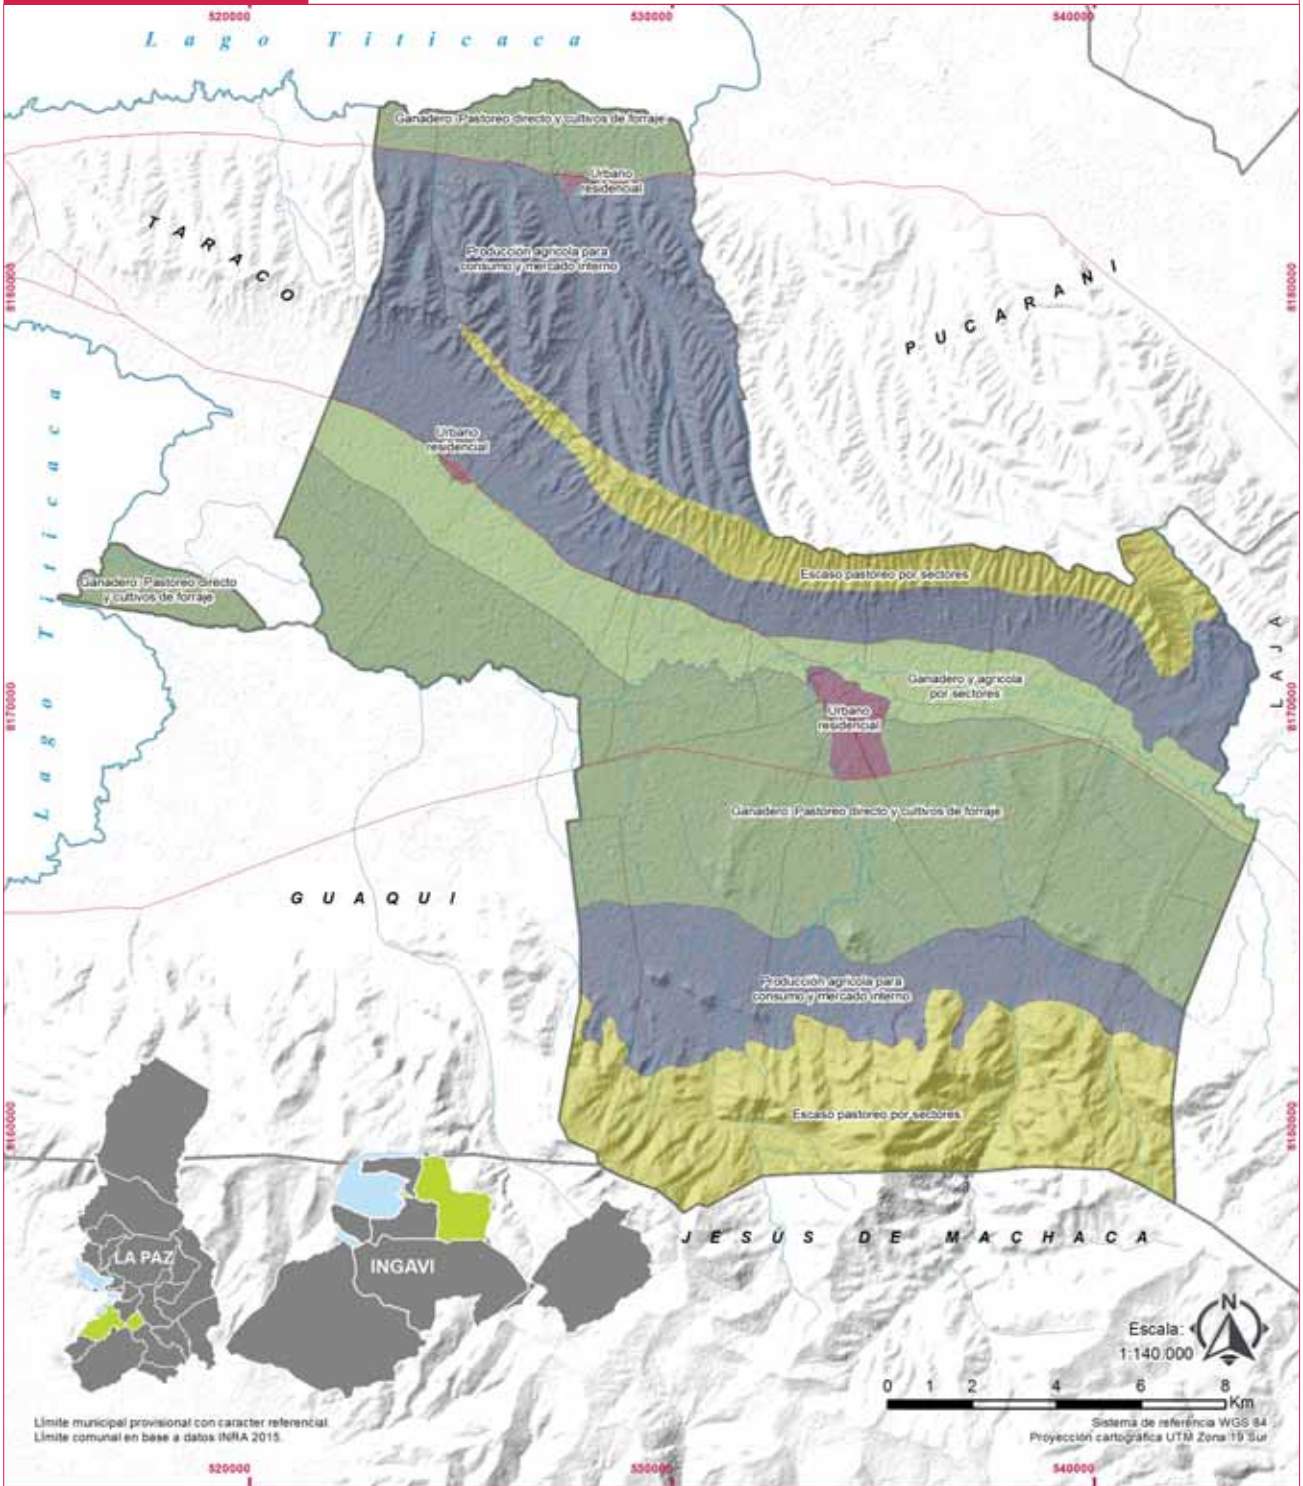 520000
530000
540000
Lago Titicaca
Ganadero: Pastoreo directo y cultivos de forraje
Urbano
residencial
TARACO
Producción agrícola para
consumo y mercado interno
8180000
8180000
PUCARANI
Lago Titicaca
Urbano
residencial
Escaso pastoreo por sectores
Ganadero: Pastoreo directo
y cultivos de forraje
LAJA
Ganadero y agrícola
por sectores
8170000
8170000
Urbano
residencial
Ganadero: Pastoreo directo y cultivos de forraje
GUAQUI
Producción agrícola para
consumo y mercado interno
Escaso pastoreo por sectores
8160000
8160000
JESUS DE MACHACA
LA PAZ
INGAVI
N
Escala:
1:140.000
0 1 2 4 6 8
Km
Límite municipal provisional con caracter referencial.
Límite comunal en base a datos INRA 2015.
Sistema de referencia WGS 84
Proyección cartográfica UTM Zona 19 Sur
520000
530000
540000